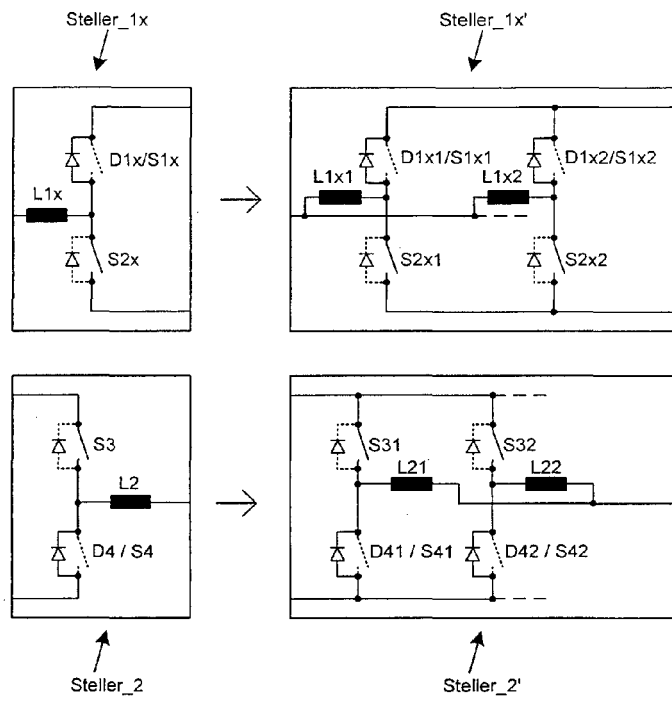 Steller_1x
Steller_1x'
D1x/S1x
L1x
S2x
D1x1/S1x1
D1x2/S1x2
L1x1
L1x2
S2x1
S2x2
S3
L2
D4 / S4
S31
S32
L21
L22
D41 / S41
D42 / S42
Steller_2
Steller_2'